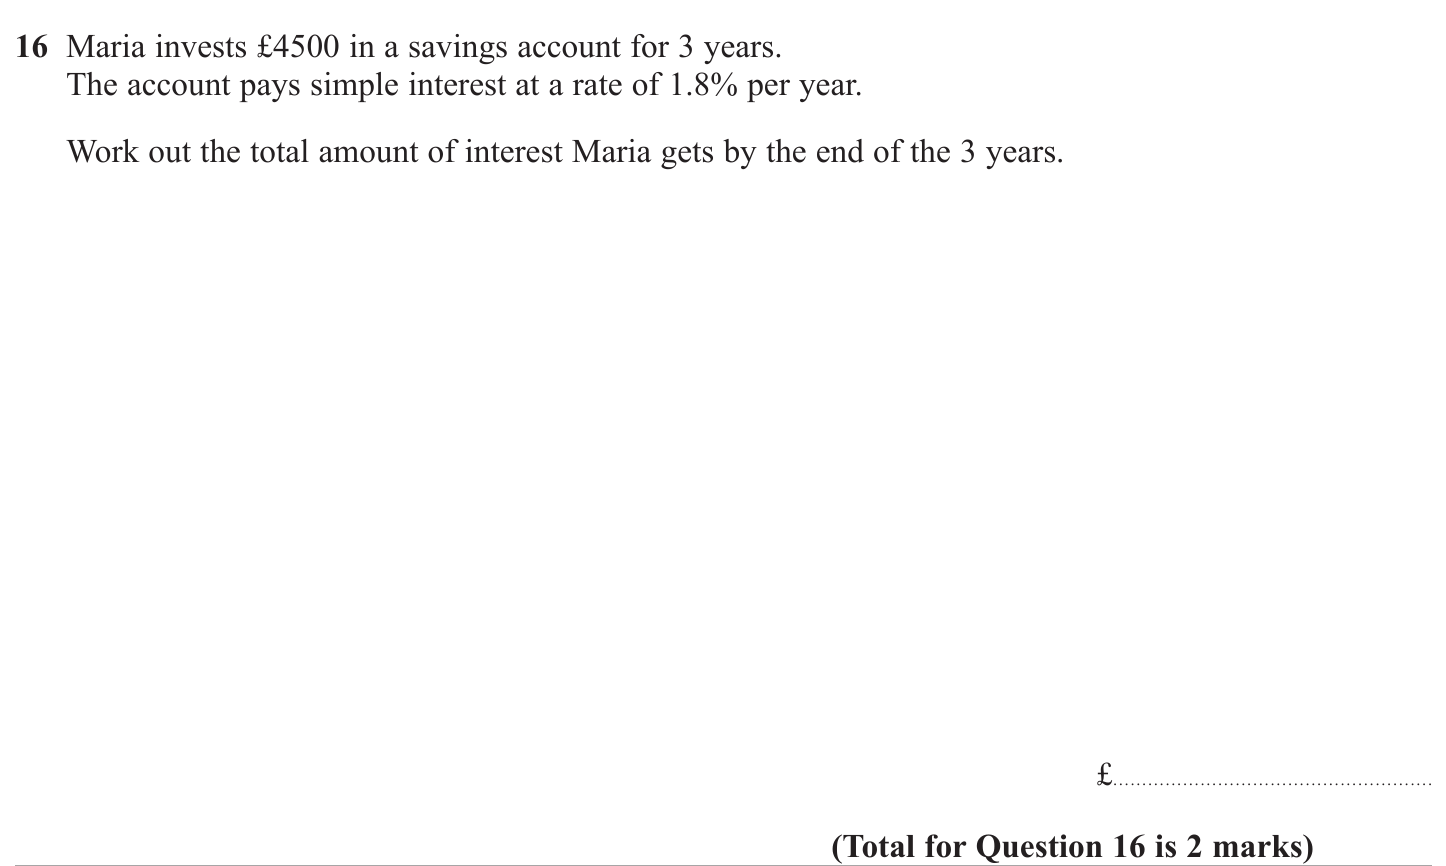 16 Maria invests £4500 in a savings account for 3 years.
The account pays simple interest at a rate of 1.8% per year.
Work out the total amount of interest Maria gets by the end of the 3 years.
£.......................................................
(Total for Question 16 is 2 marks)